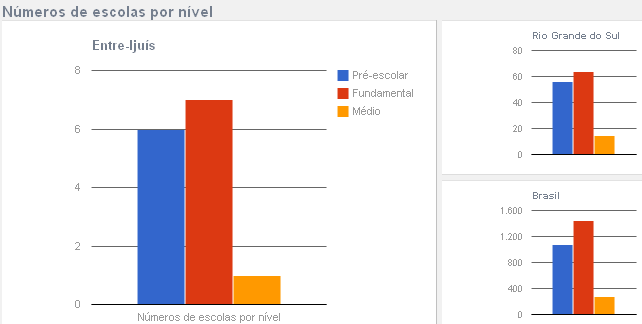 Números de escolas por nível
Entre-Ijuís
8
6
4
2
0
Números de escolas por nível
Pré-escolar
Fundamental
Médio
Rio Grande do Sul
80
60
40
20
0
Brasil
1.600
1.200
800
400
0